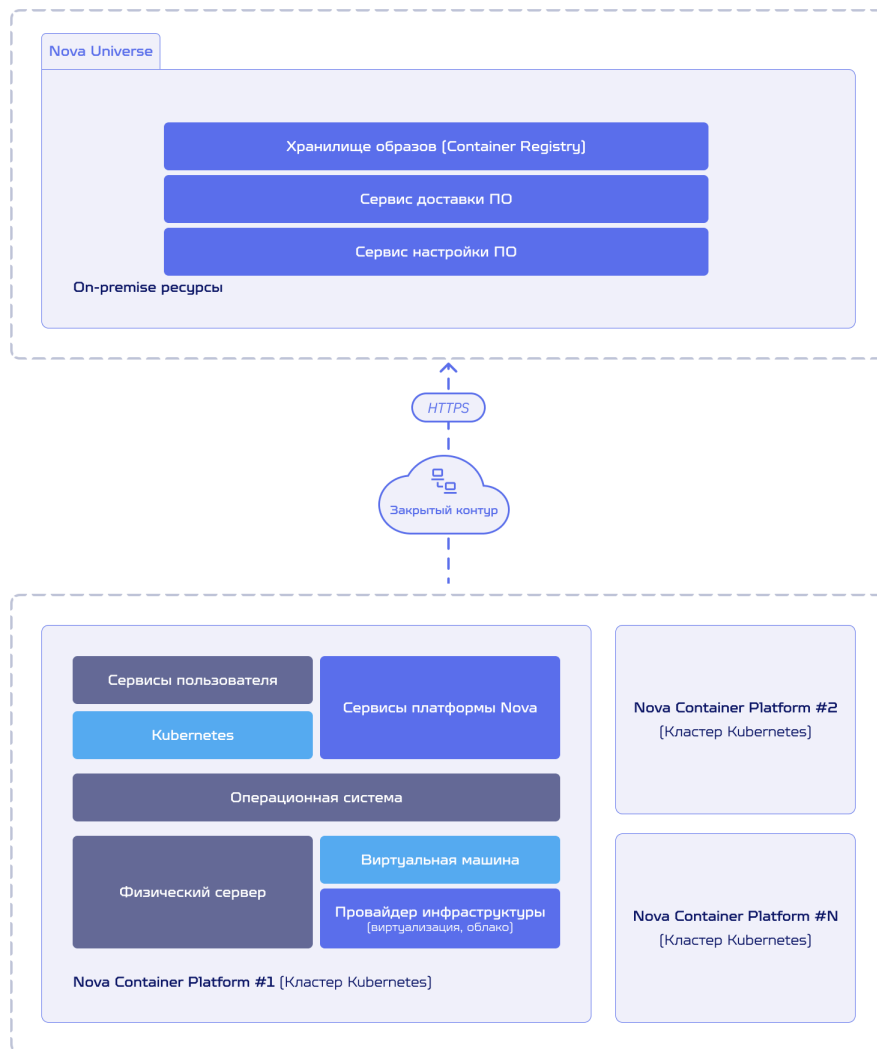 Nova Universe
Хранилище образов (Container Registry)
Сервис доставки ПО
Сервис настройки ПО
On-premise ресурсы
HTTPS
Закрытый контур
Сервисы пользователя
Kubernetes
Сервисы платформы Nova
Операционная система
Физический сервер
Виртуальная машина
Провайдер инфраструктуры
(виртуализация, облако)
Nova Container Platform #1 (Кластер Kubernetes)
Nova Container Platform #2
(Кластер Kubernetes)
Nova Container Platform #N
(Кластер Kubernetes)